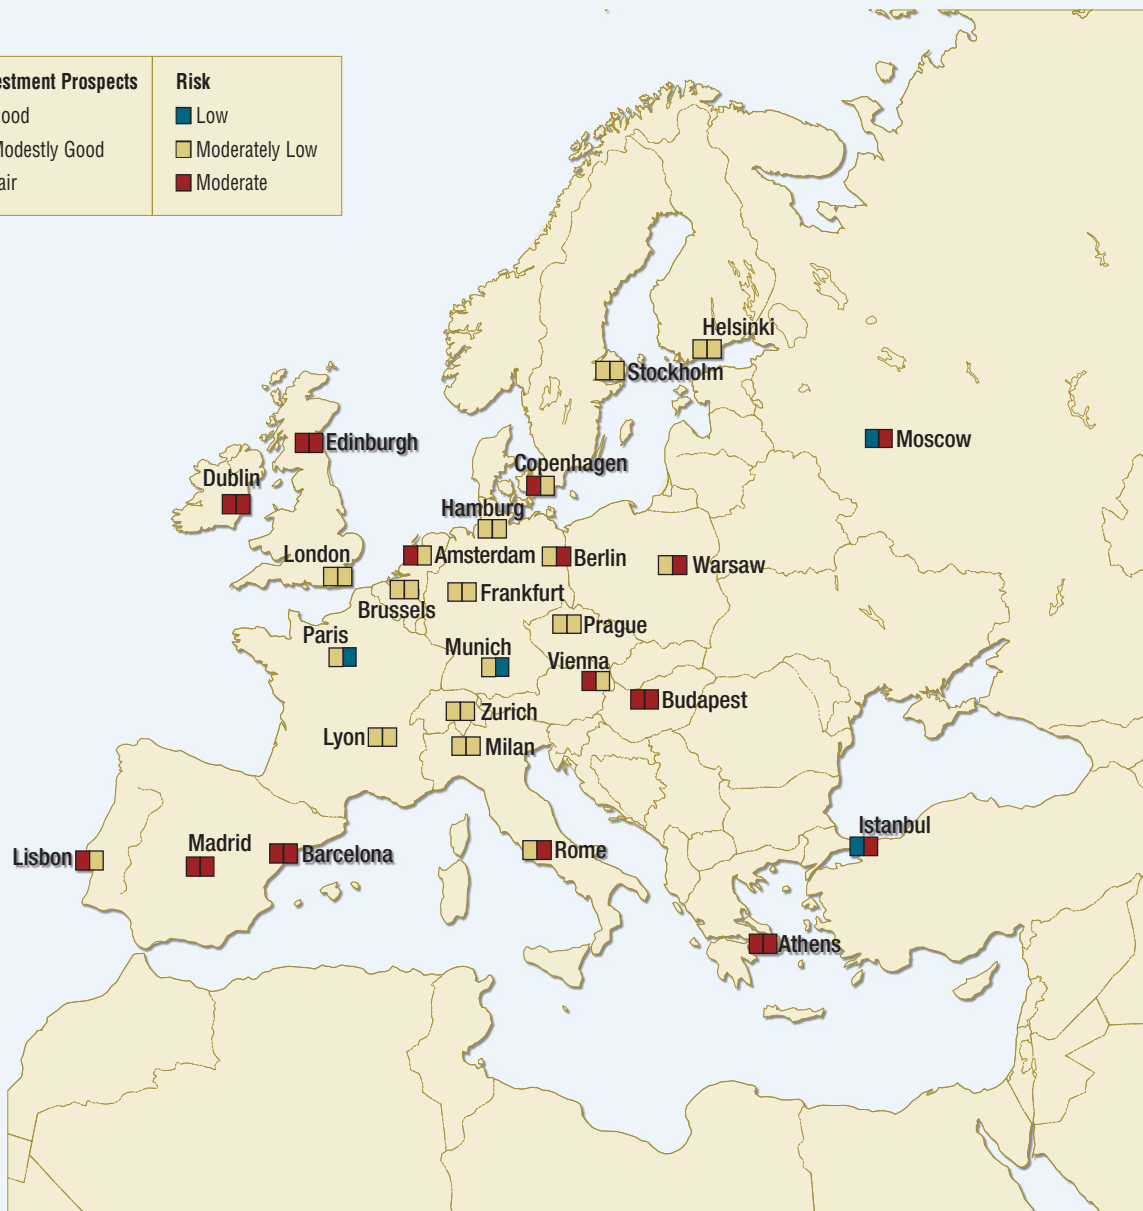 estment Prospects
ood
Modestly Good
air
Risk
Low
Moderately Low
Moderate
Helsinki
Stockholm
Moscow
Edinburgh
Copenhagen
Dublin
Hamburg
London
Amsterdam
Berlin
Warsaw
Frankfurt
Brussels
Prague
Paris
Munich
Vienna
Budapest
Zurich
Lyon
Milan
Istanbul
Madrid
Lisbon
Barcelona
Rome
Athens